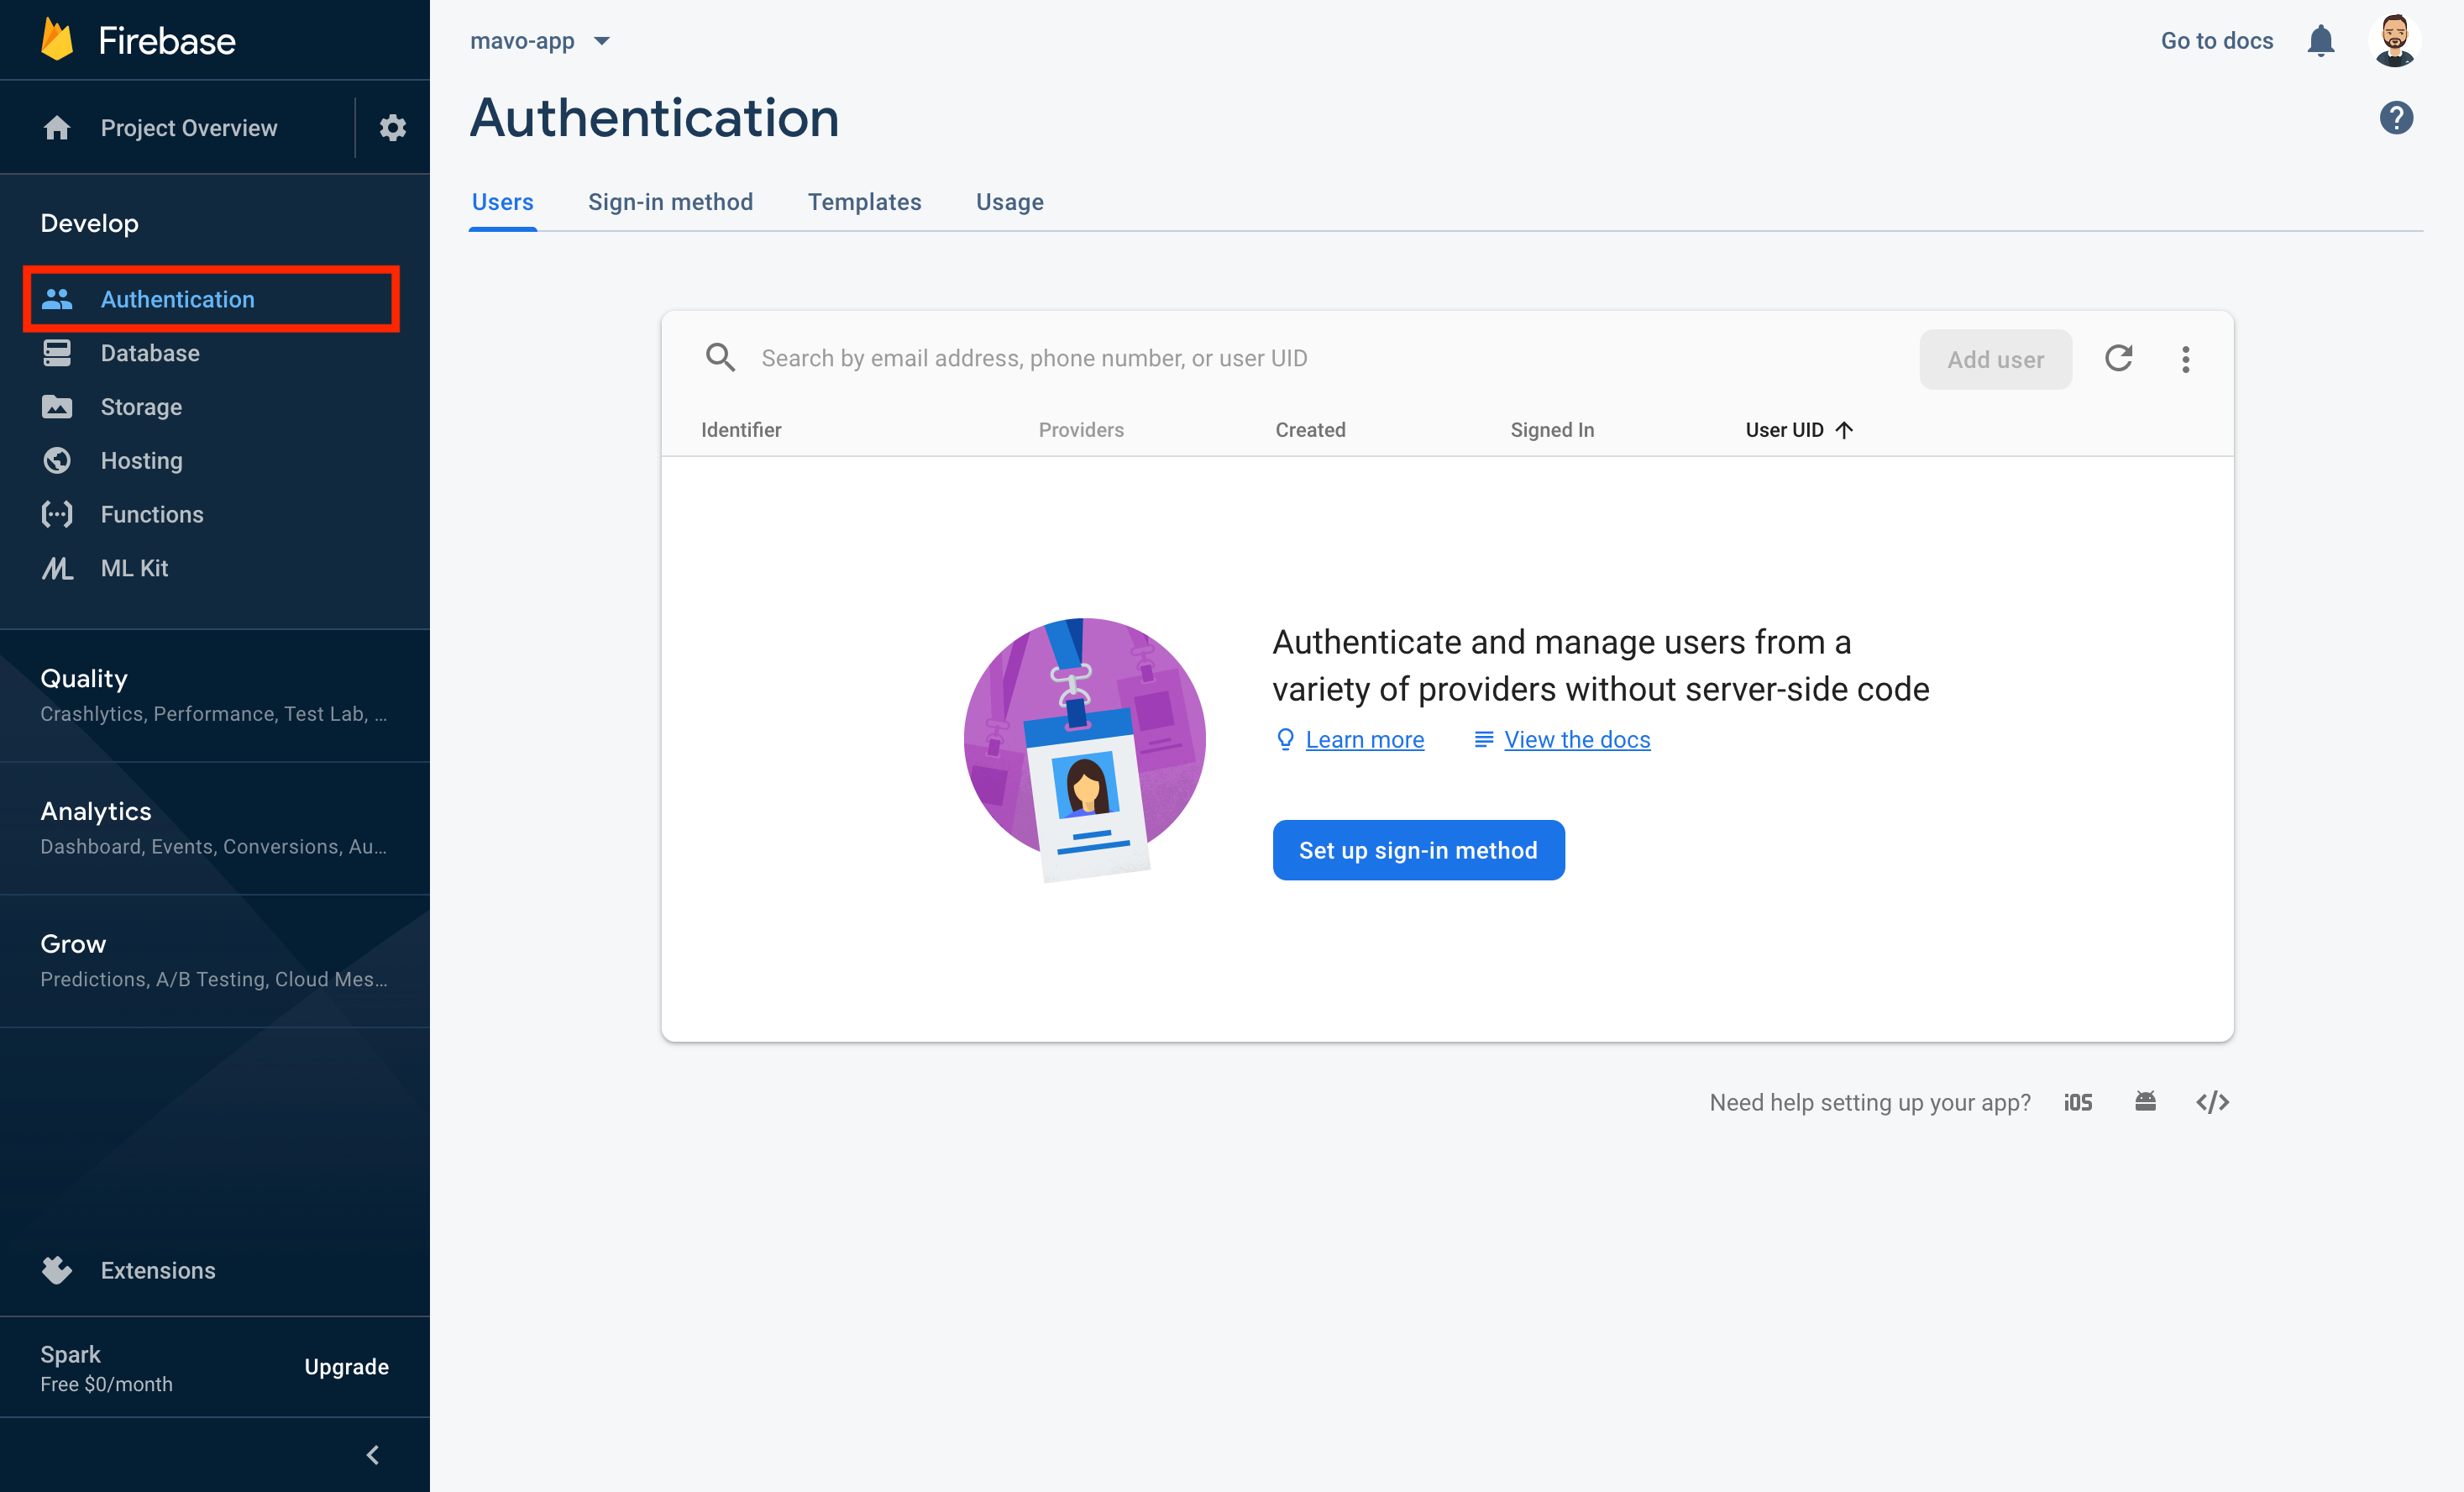 Firebase
Project Overview
Develop
Authentication
Database
Storage
Hosting
Functions
ML Kit
Quality
Crashlytics, Performance, Test Lab, ...
Analytics
Dashboard, Events, Conversions, Au...
Grow
Predictions, A/B Testing, Cloud Mes...
Extensions
Spark
Free $0/month
Upgrade
mavo-app
Go to docs
Authentication
Users Sign-in method Templates Usage
Search by email address, phone number, or user UID
Add user
Identifier Providers Created Signed In User UID
Authenticate and manage users from a
variety of providers without server-side code
Learn more View the docs
Set up sign-in method
Need help setting up your app? iOS